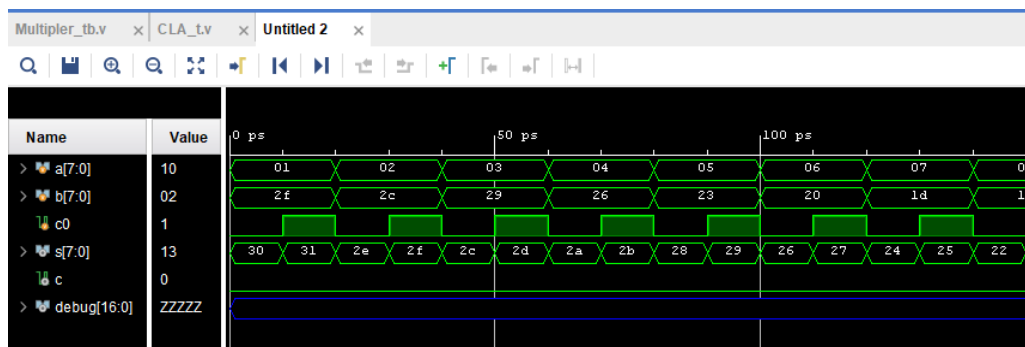 Multipler_tb.v × CLA_t.v × Untitled 2 ×
Name Value 0 ps 50 ps 100 ps
a[7:0] 10 01 02 03 04 05 06 07 0
b[7:0] 02 2f 2c 29 26 23 20 1d 1
c0 1
s[7:0] 13 30 31 2e 2f 2c 2d 2a 2b 28 29 26 27 24 25 22
c 0
debug[16:0] ZZZZZ